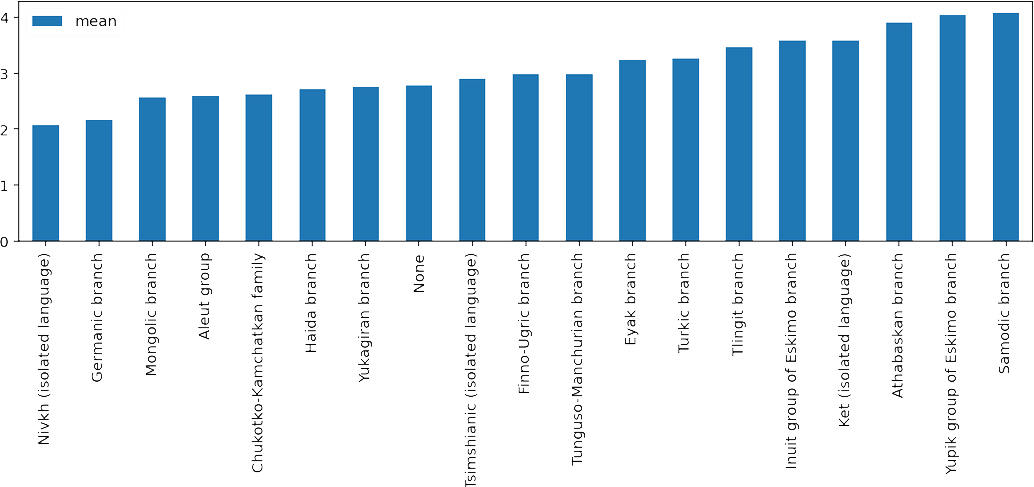 mean
4
3
2
1
0
Nivkh (isolated language)
Germanic branch
Mongolic branch
Aleut group
Chukotko-Kamchatkan family
Haida branch
Yukagiran branch
None
Tsimshianic (isolated language)
Finno-Ugric branch
Tunguso-Manchurian branch
Eyak branch
Turkic branch
Tlingit branch
Inuit group of Eskimo branch
Ket (isolated language)
Athabaskan branch
Yupik group of Eskimo branch
Samodic branch